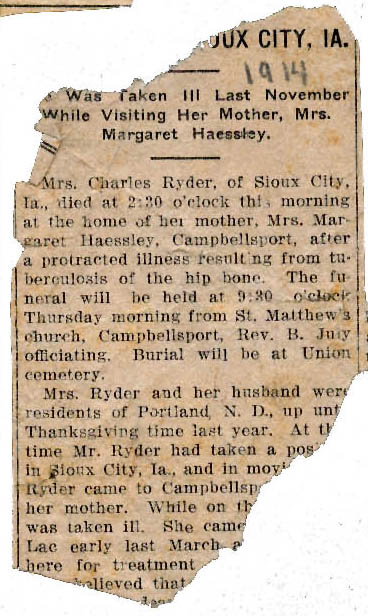 OUX CITY, IA.
1914
Was Taken Ill Last November
While Visiting Her Mother, Mrs.
Margaret Haessley.
Mrs. Charles Ryder, of Sioux City,
Ia., died at 2:30 o'clock this morning
at the home of her mother, Mrs. Mar-
garet Haessley, Campbellsport, after
a protracted illness resulting from tu-
berculosis of the hip bone. The fu-
neral will be held at 9:30 o'clock
Thursday morning from St. Matthew's
church, Campbellsport, Rev. B. July
officiating. Burial will be at Union
cemetery.
Mrs. Ryder and her husband were
residents of Portland, N. D., up unti
Thanksgiving time last year. At th
time Mr. Ryder had taken a pos
in Sioux City, Ia., and in movi
Ryder came to Campbellsp
her mother. While on th
was taken ill. She came
Lac early last March a
here for treatment
believed that